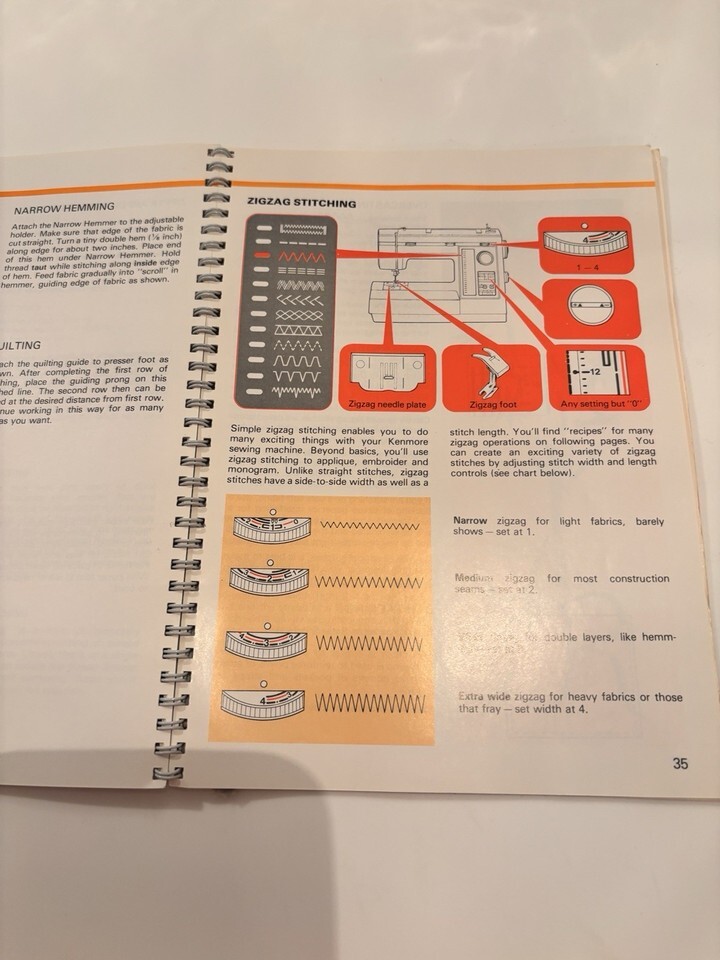 NARROW HEMMING
Attach the Narrow Hemmer to the adjustable
holder. Make sure that edge of the fabric is
cut straight. Turn a tiny double hem (⅛ inch)
along edge for about two inches. Place end
of this hem under Narrow Hemmer. Hold
thread taut while stitching along inside edge
of hem. Feed fabric gradually into "scroll" in
hemmer, guiding edge of fabric as shown.
UILTING
ach the quilting guide to presser foot as
wn. After completing the first row of
hing, place the guiding prong on this
hed line. The second row then can be
d at the desired distance from first row.
nue working in this way for as many
as you want.
ZIGZAG STITCHING
4
1 – 4
12
Zigzag needle plate
Zigzag foot
Any setting but "0"
Simple zigzag stitching enables you to do
many exciting things with your Kenmore
sewing machine. Beyond basics, you'll use
zigzag stitching to applique, embroider and
monogram. Unlike straight stitches, zigzag
stitches have a side-to-side width as well as a
stitch length. You'll find "recipes" for many
zigzag operations on following pages. You
can create an exciting variety of zigzag
stitches by adjusting stitch width and length
controls (see chart below).
Narrow zigzag for light fabrics, barely
shows – set at 1.
Medium zigzag for most construction
seams – set at 2.
for double layers, like hemm-
4
Extra wide zigzag for heavy fabrics or those
that fray – set width at 4.
35